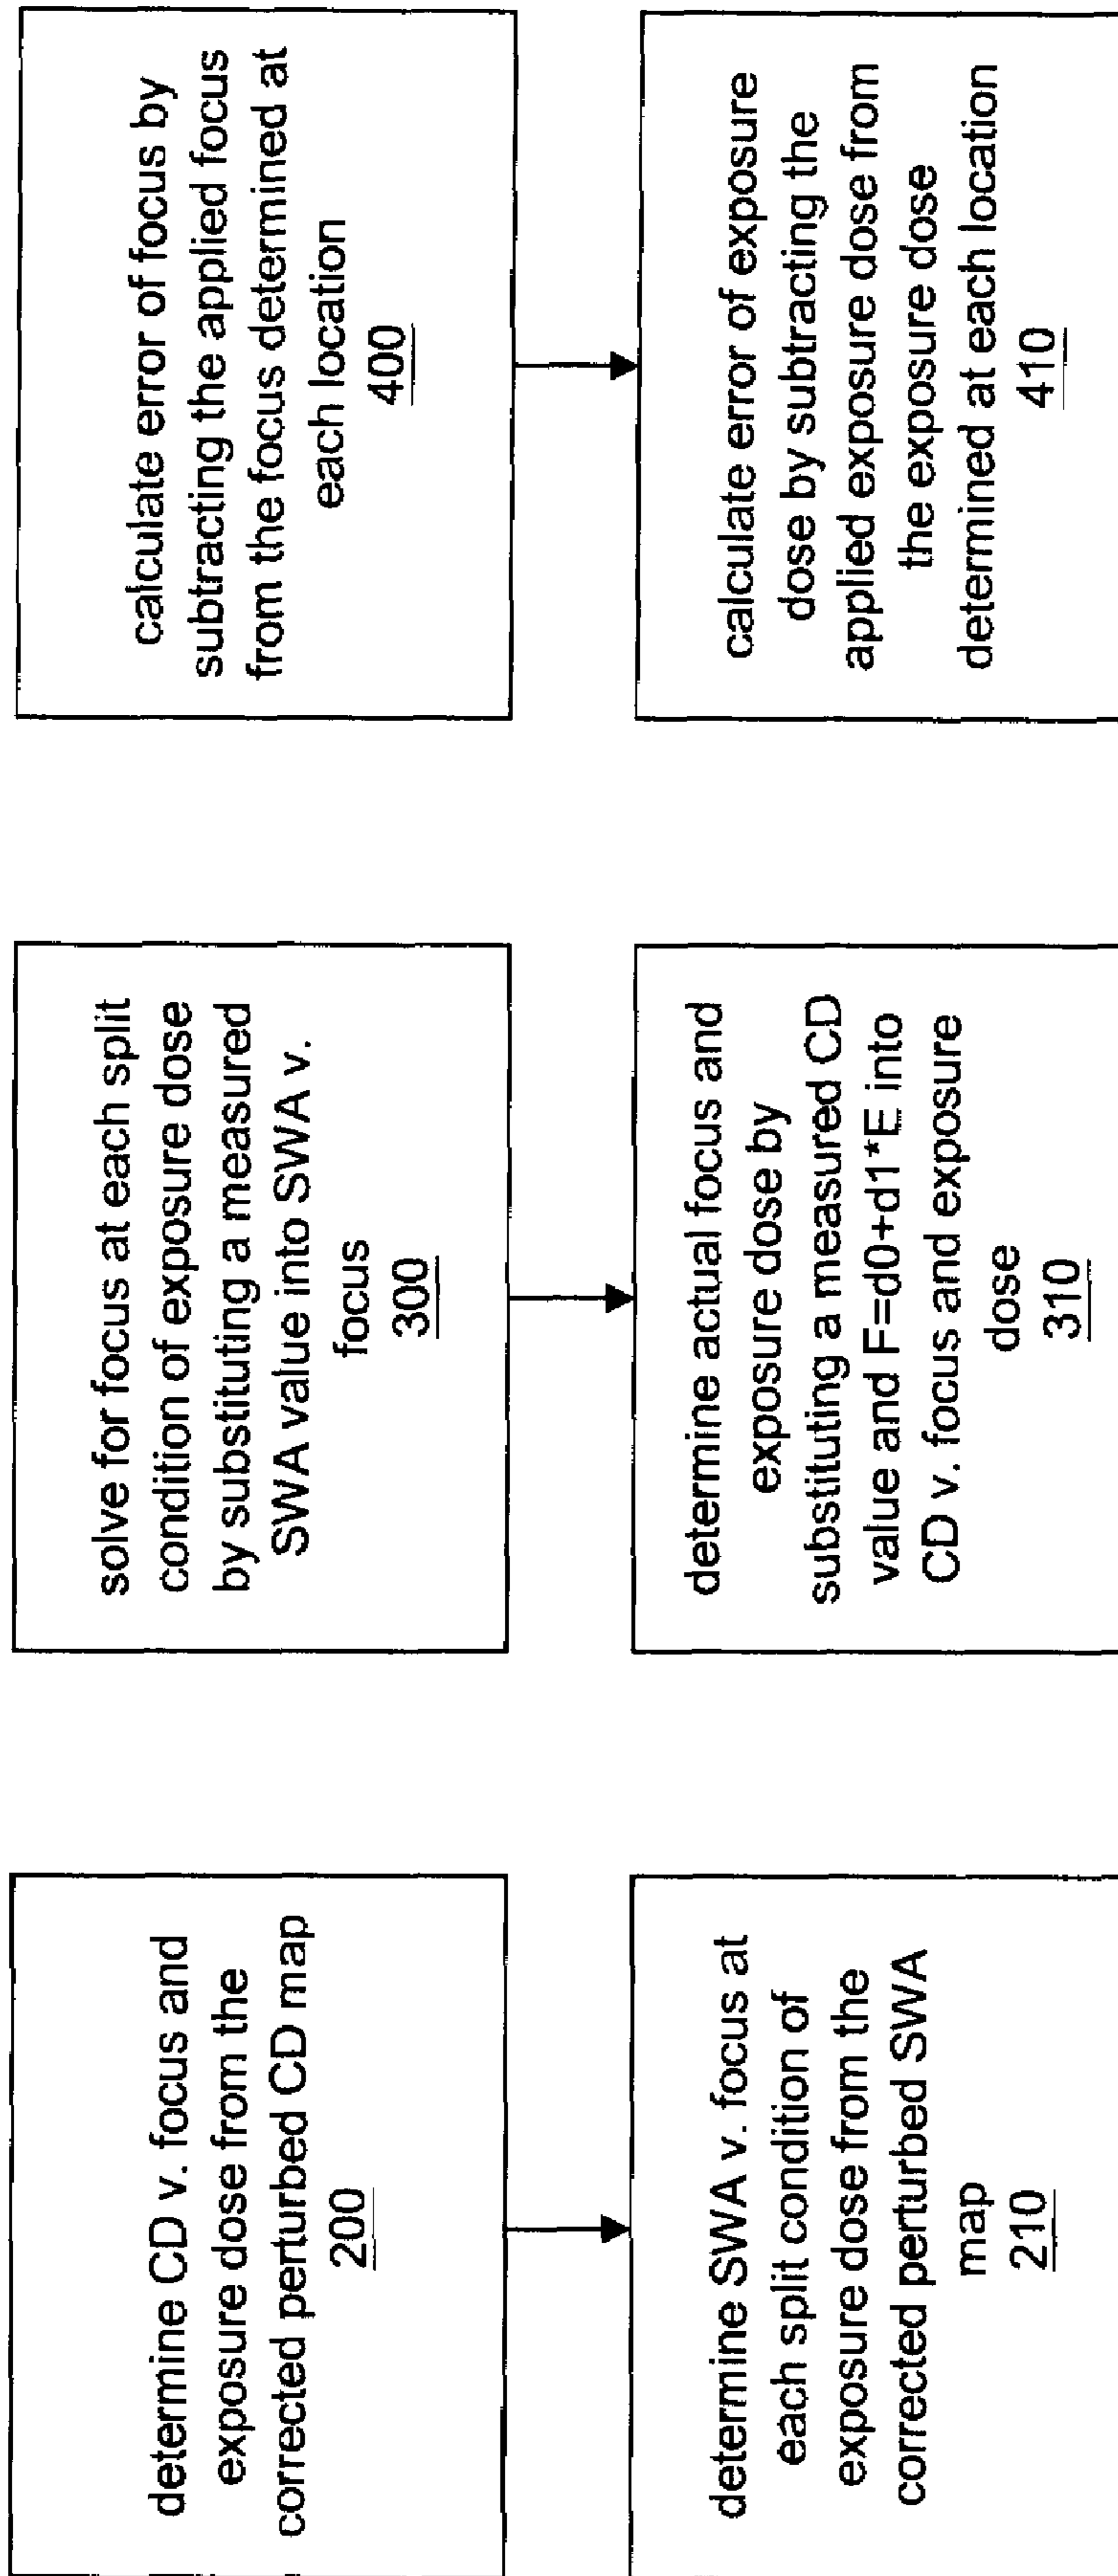 determine CD v. focus and
exposure dose from the
corrected perturbed CD map
200
determine SWA v. focus at
each split condition of
exposure dose from the
corrected perturbed SWA
map
210
solve for focus at each split
condition of exposure dose
by substituting a measured
SWA value into SWA v.
focus
300
determine actual focus and
exposure dose by
substituting a measured CD
value and F=d0+d1*E into
CD v. focus and exposure
dose
310
calculate error of focus by
subtracting the applied focus
from the focus determined at
each location
400
calculate error of exposure
dose by subtracting the
applied exposure dose from
the exposure dose
determined at each location
410